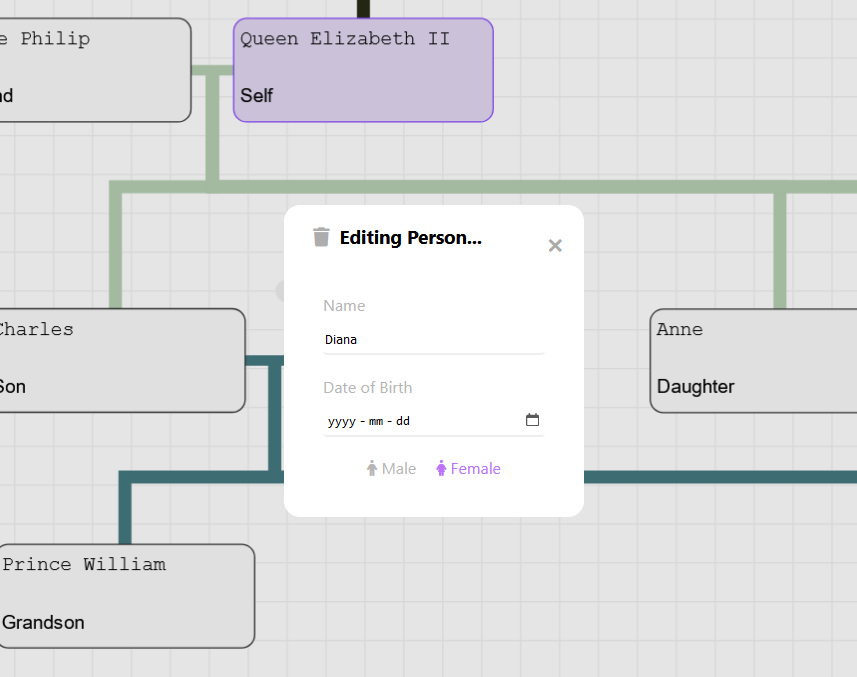 Philip
Queen Elizabeth II
Self
Editing Person...
Name
Diana
Date of Birth
yyyy - mm - dd
Male Female
Charles
Son
Anne
Daughter
Prince William
Grandson